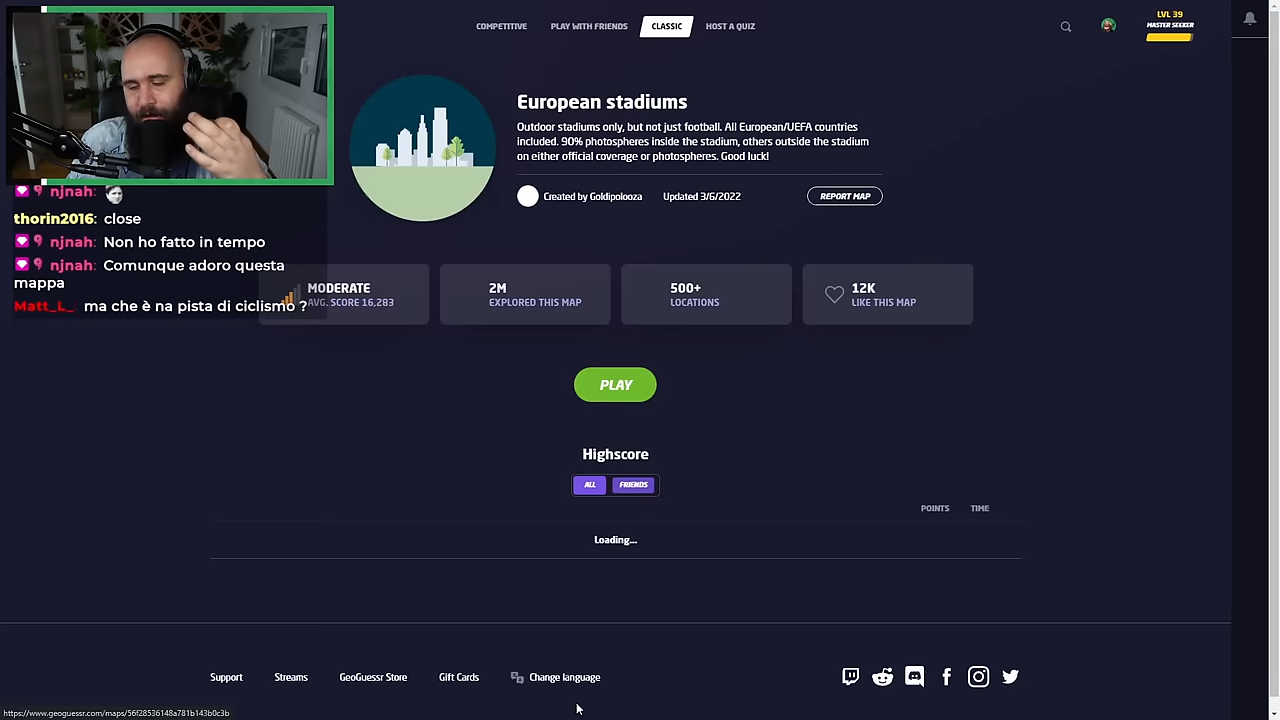 COMPETITIVE
PLAY WITH FRIENDS
CLASSIC
HOST A QUIZ
LVL 39
MASTER SEEKER
European stadiums
Outdoor stadiums only, but not just football. All European/UEFA countries
included. 90% photospheres inside the stadium, others outside the stadium
on either official coverage or photospheres. Good luck!
Created by Goldipolooza
Updated 3/6/2022
REPORT MAP
njnah:
thorin2016: close
njnah: Non ho fatto in tempo
njnah: Comunque adoro questa
mappa
Matt_L_: ma che è na pista di ciclismo ?
MODERATE
AVG. SCORE 16,283
2M
EXPLORED THIS MAP
500+
LOCATIONS
12K
LIKE THIS MAP
PLAY
Highscore
ALL
FRIENDS
POINTS
TIME
Loading...
Support
Streams
GeoGuessr Store
Gift Cards
Change language
https://www.geoguessr.com/maps/56f28536148a781b143b0c3b